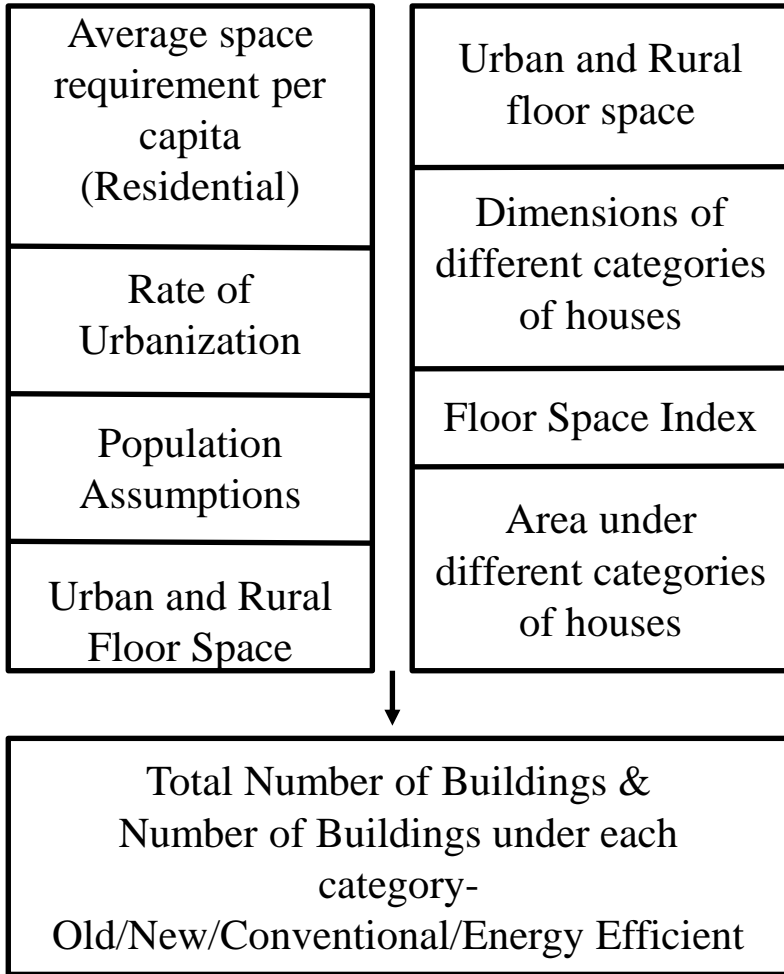 Average space
requirement per
capita
(Residential)
Rate of
Urbanization
Population
Assumptions
Urban and Rural
Floor Space
Urban and Rural
floor space
Dimensions of
different categories
of houses
Floor Space Index
Area under
different categories
of houses
Total Number of Buildings &
Number of Buildings under each
category-
Old/New/Conventional/Energy Efficient